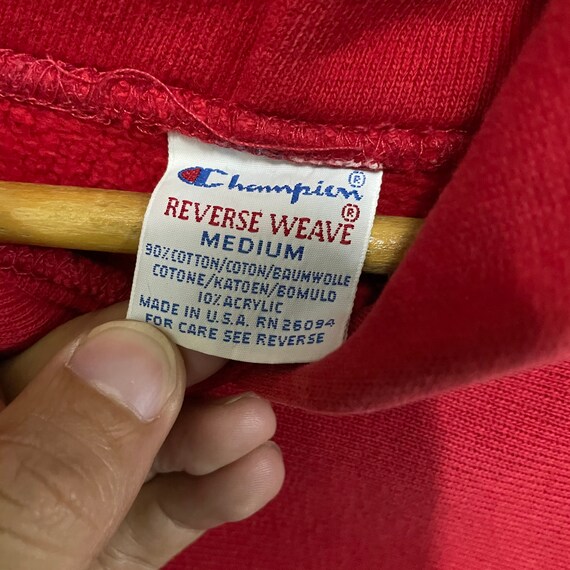 Champion ®
REVERSE WEAVE ®
MEDIUM
90% COTTON/COTON/BAUMWOLLE
COTONE/KATOEN/BOMULD
10% ACRYLIC
MADE IN U.S.A. RN 26094
FOR CARE SEE REVERSE